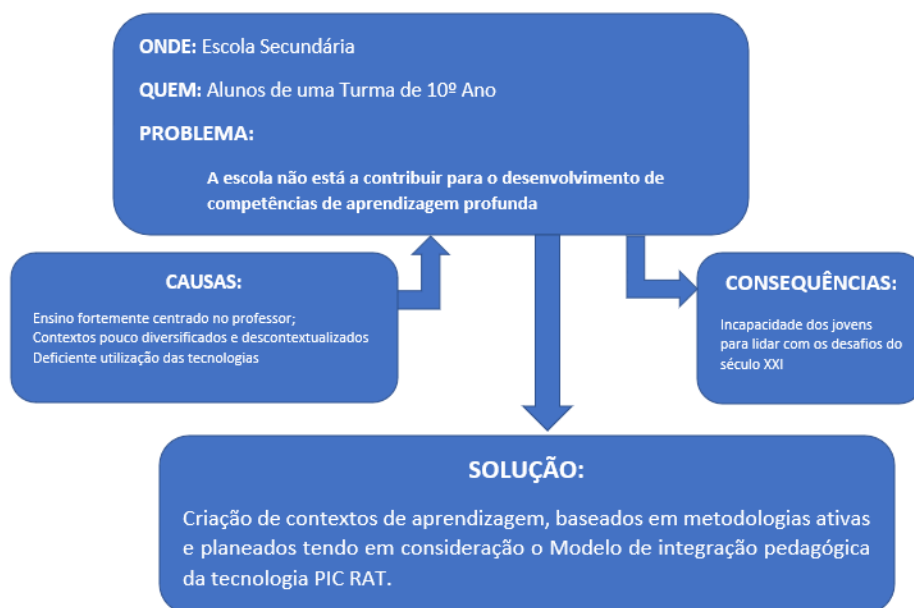 ONDE: Escola Secundária
QUEM: Alunos de uma Turma de 10º Ano
PROBLEMA:
A escola não está a contribuir para o desenvolvimento de
competências de aprendizagem profunda
CAUSAS:
Ensino fortemente centrado no professor;
Contextos pouco diversificados e descontextualizados
Deficiente utilização das tecnologias
CONSEQUÊNCIAS:
Incapacidade dos jovens
para lidar com os desafios do
século XXI
SOLUÇÃO:
Criação de contextos de aprendizagem, baseados em metodologias ativas
e planeados tendo em consideração o Modelo de integração pedagógica
da tecnologia PIC RAT.